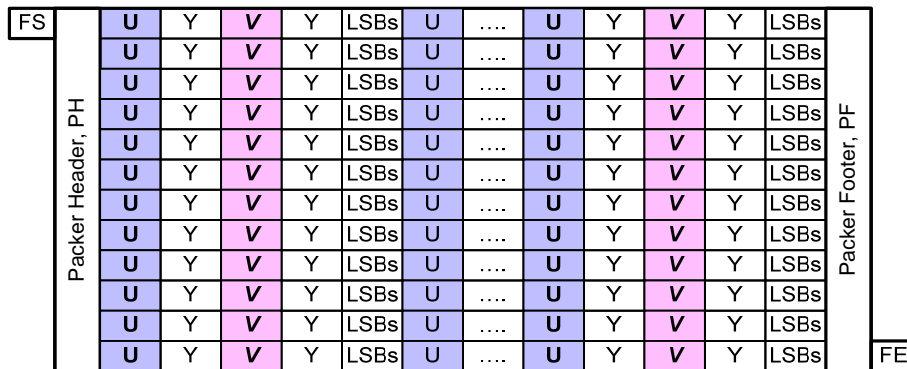 FS U Y V Y LSBs U .... U Y V Y LSBs
U Y V Y LSBs U .... U Y V Y LSBs
U Y V Y LSBs U .... U Y V Y LSBs
U Y V Y LSBs U .... U Y V Y LSBs
U Y V Y LSBs U .... U Y V Y LSBs
U Y V Y LSBs U .... U Y V Y LSBs
U Y V Y LSBs U .... U Y V Y LSBs
U Y V Y LSBs U .... U Y V Y LSBs
U Y V Y LSBs U .... U Y V Y LSBs
U Y V Y LSBs U .... U Y V Y LSBs
U Y V Y LSBs U .... U Y V Y LSBs
U Y V Y LSBs U .... U Y V Y LSBs FE
Packer Header, PH
Packer Footer, PF